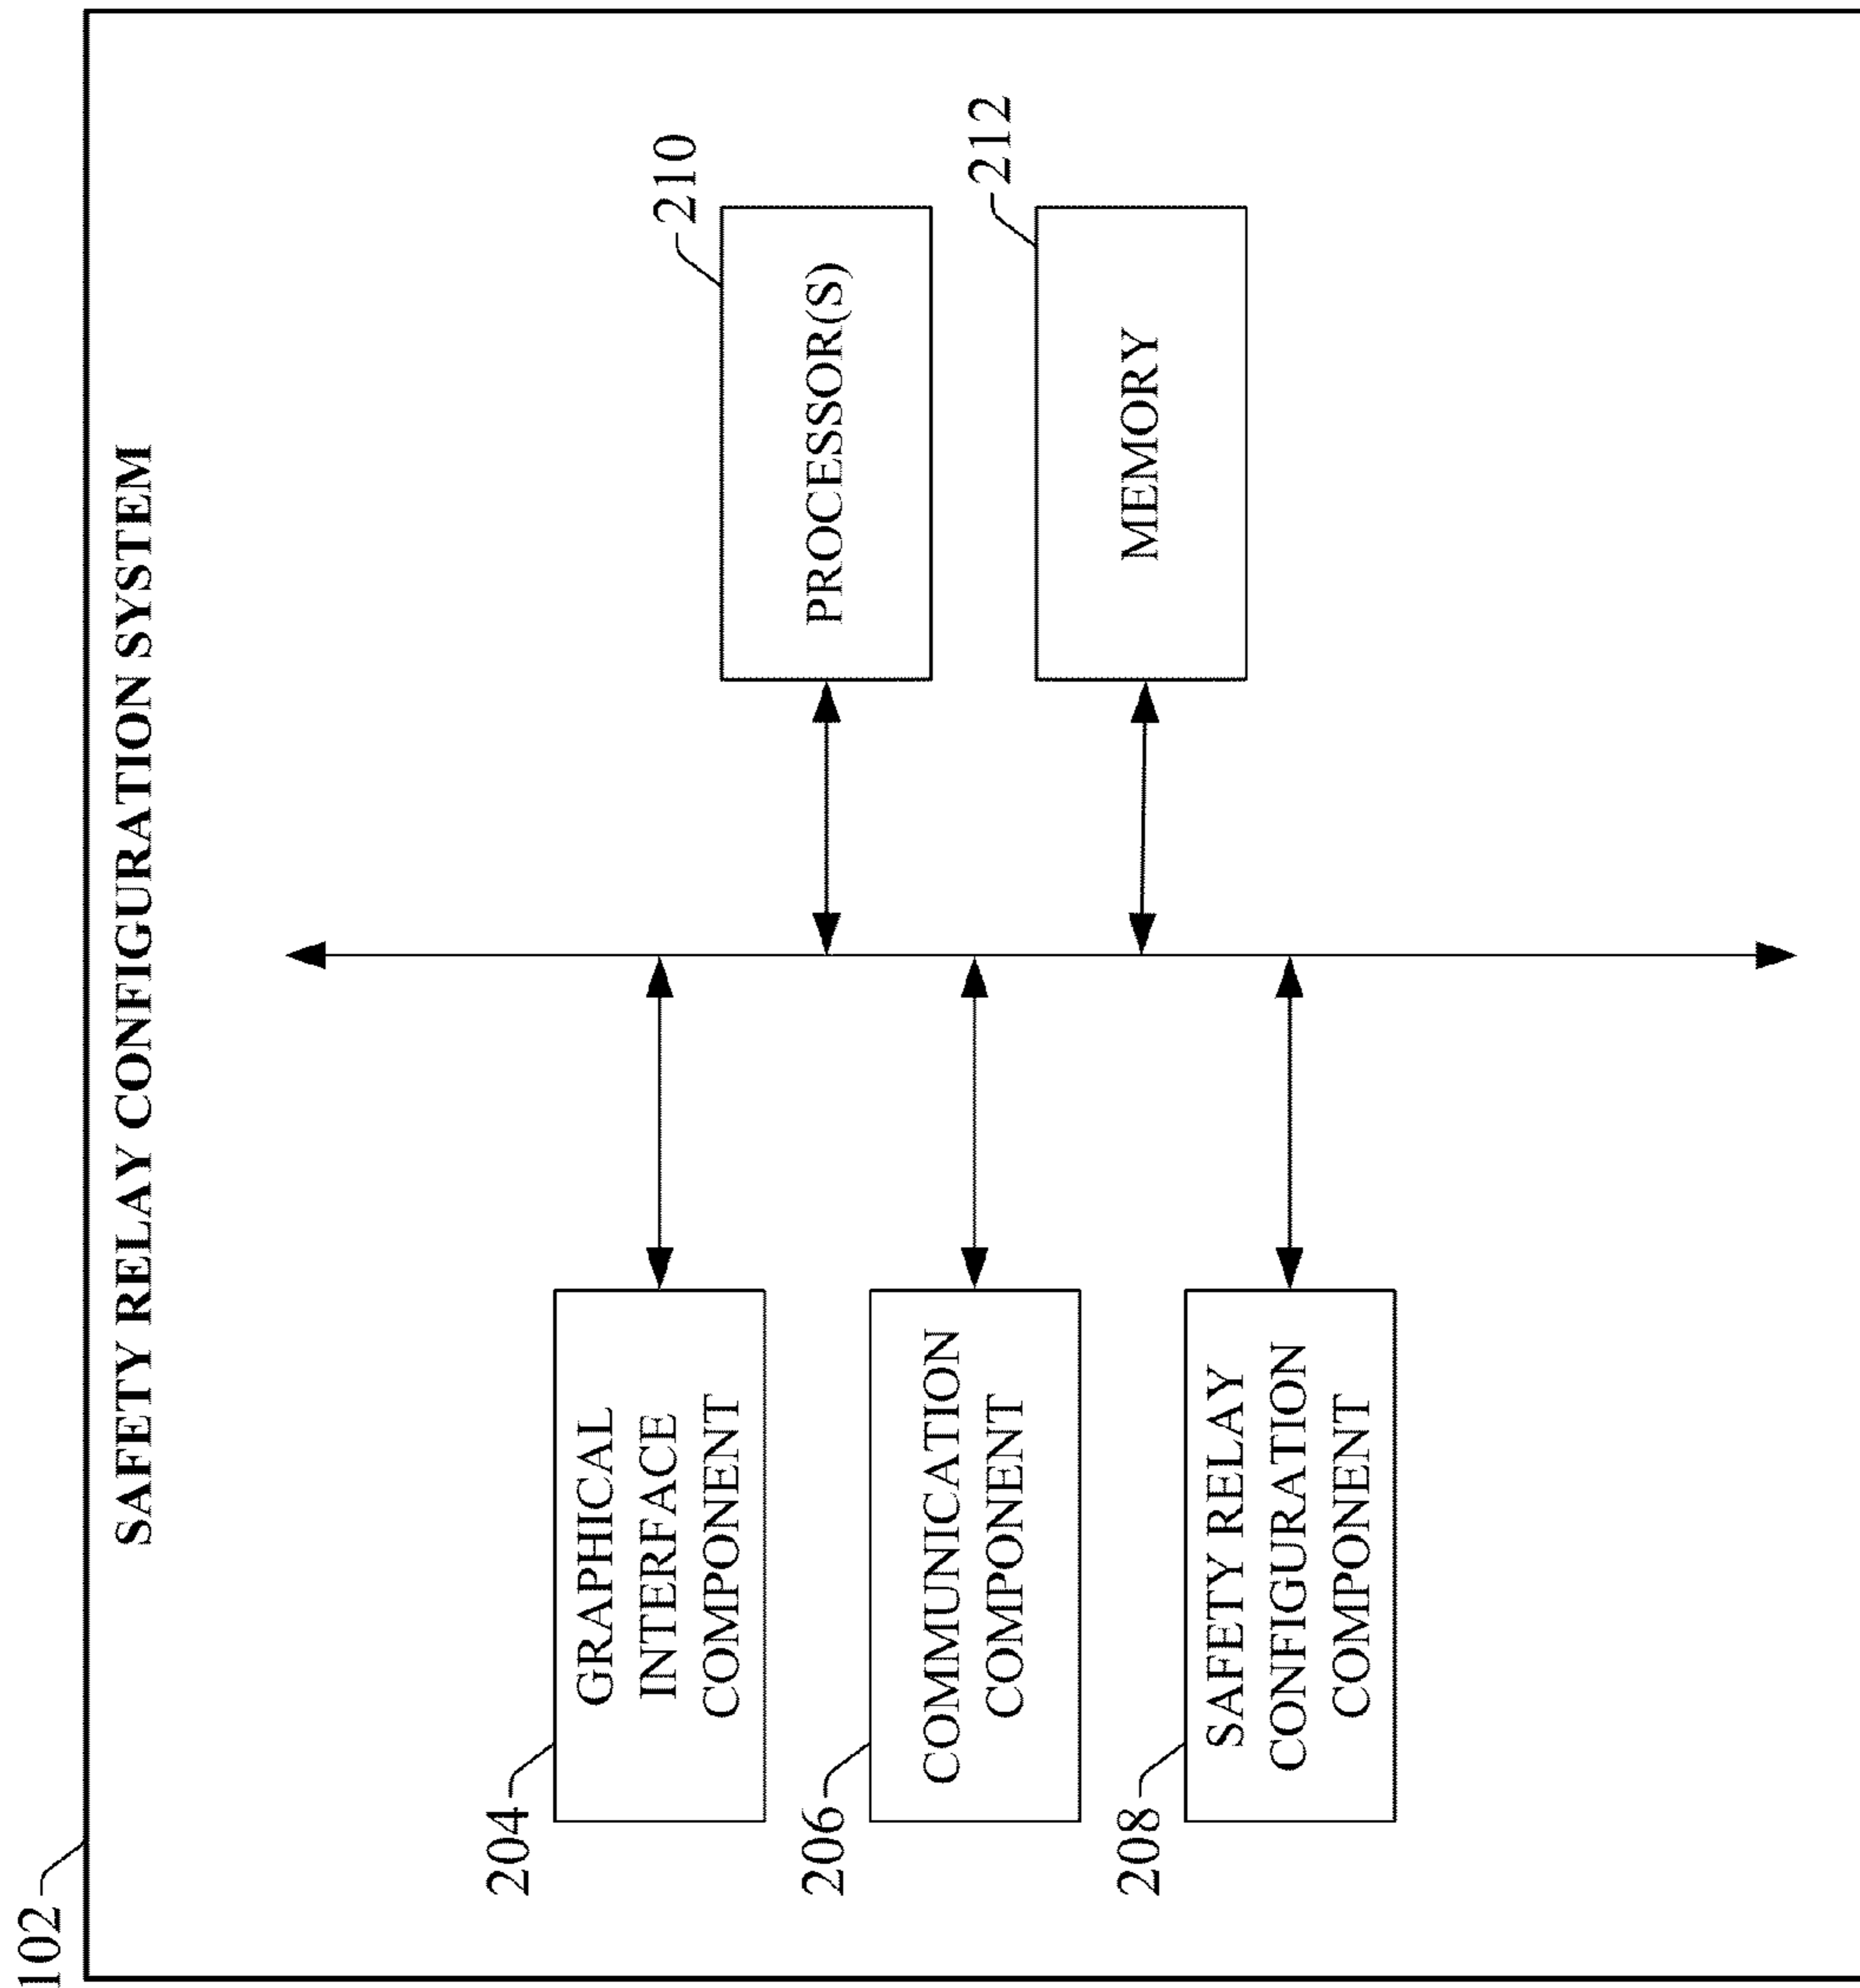 102
SAFETY RELAY CONFIGURATION SYSTEM
204
GRAPHICAL
INTERFACE
COMPONENT
206
COMMUNICATION
COMPONENT
208
SAFETY RELAY
CONFIGURATION
COMPONENT
210
PROCESSOR(S)
212
MEMORY